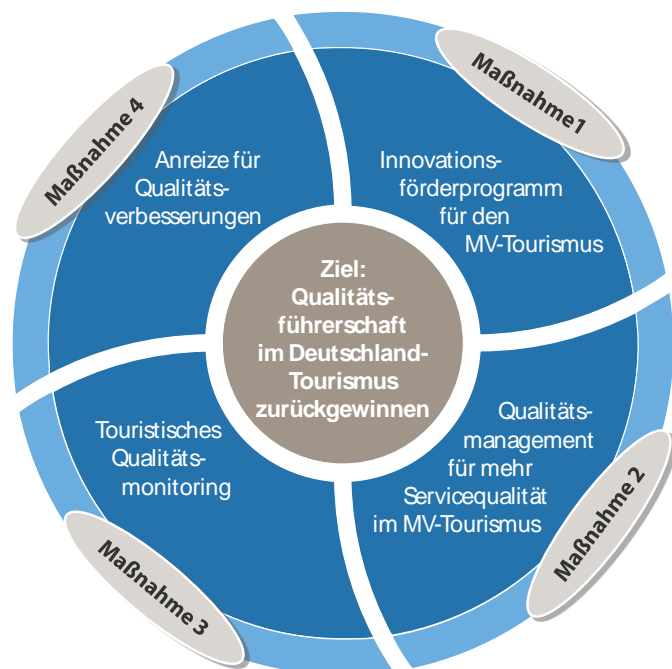 Maßnahme 1
Innovations-
förderprogramm
für den
MV-Tourismus
Maßnahme 2
Qualitäts-
management
für mehr
Servicequalität
im MV-Tourismus
Maßnahme 3
Touristisches
Qualitäts-
monitoring
Maßnahme 4
Anreize für
Qualitäts-
verbesserungen
Ziel:
Qualitäts-
führerschaft
im Deutschland-
Tourismus
zurückgewinnen